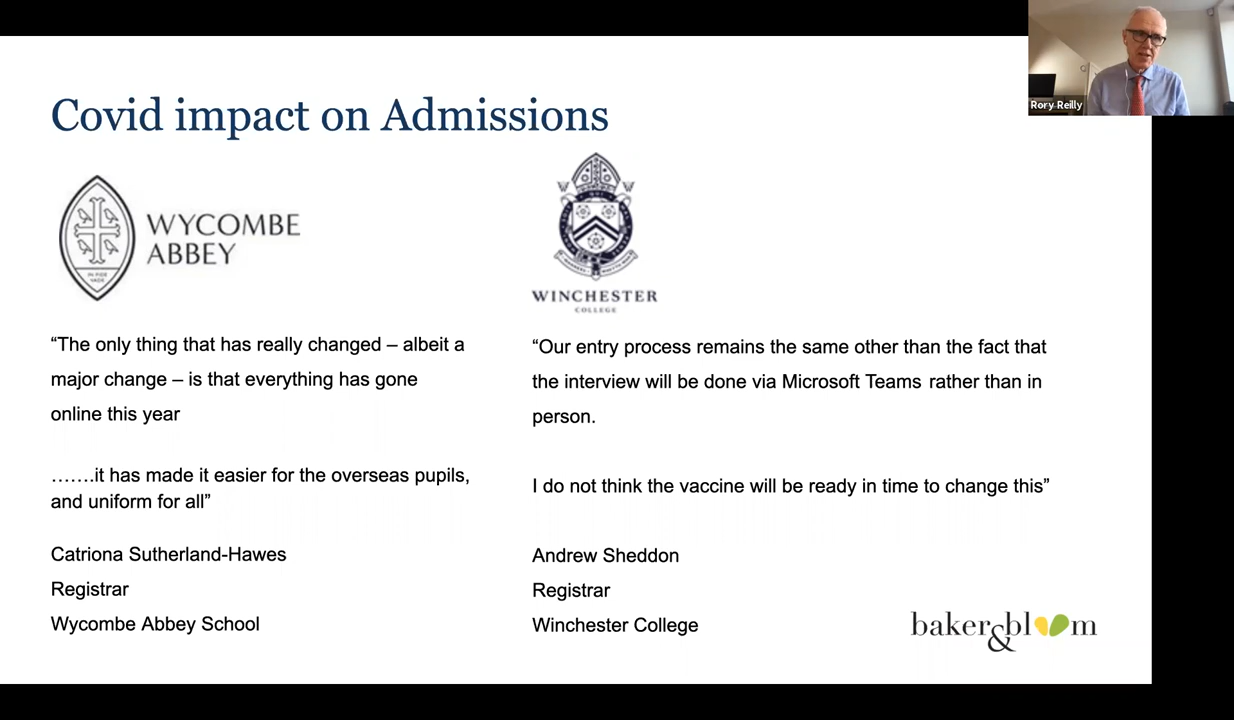 Rory Reilly
Covid impact on Admissions
WYCOMBE
ABBEY
IN FIDE
VADE
“The only thing that has really changed – albeit a
major change – is that everything has gone
online this year
…….it has made it easier for the overseas pupils,
and uniform for all”
Catriona Sutherland-Hawes
Registrar
Wycombe Abbey School
WINCHESTER
COLLEGE
“Our entry process remains the same other than the fact that
the interview will be done via Microsoft Teams rather than in
person.
I do not think the vaccine will be ready in time to change this”
Andrew Sheddon
Registrar
Winchester College
baker&bloom